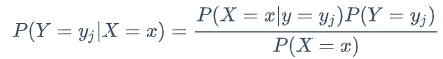 P(Y = y_j|X = x) = \frac{P(X = x|y = y_j)P(Y = y_j)}{P(X = x)}